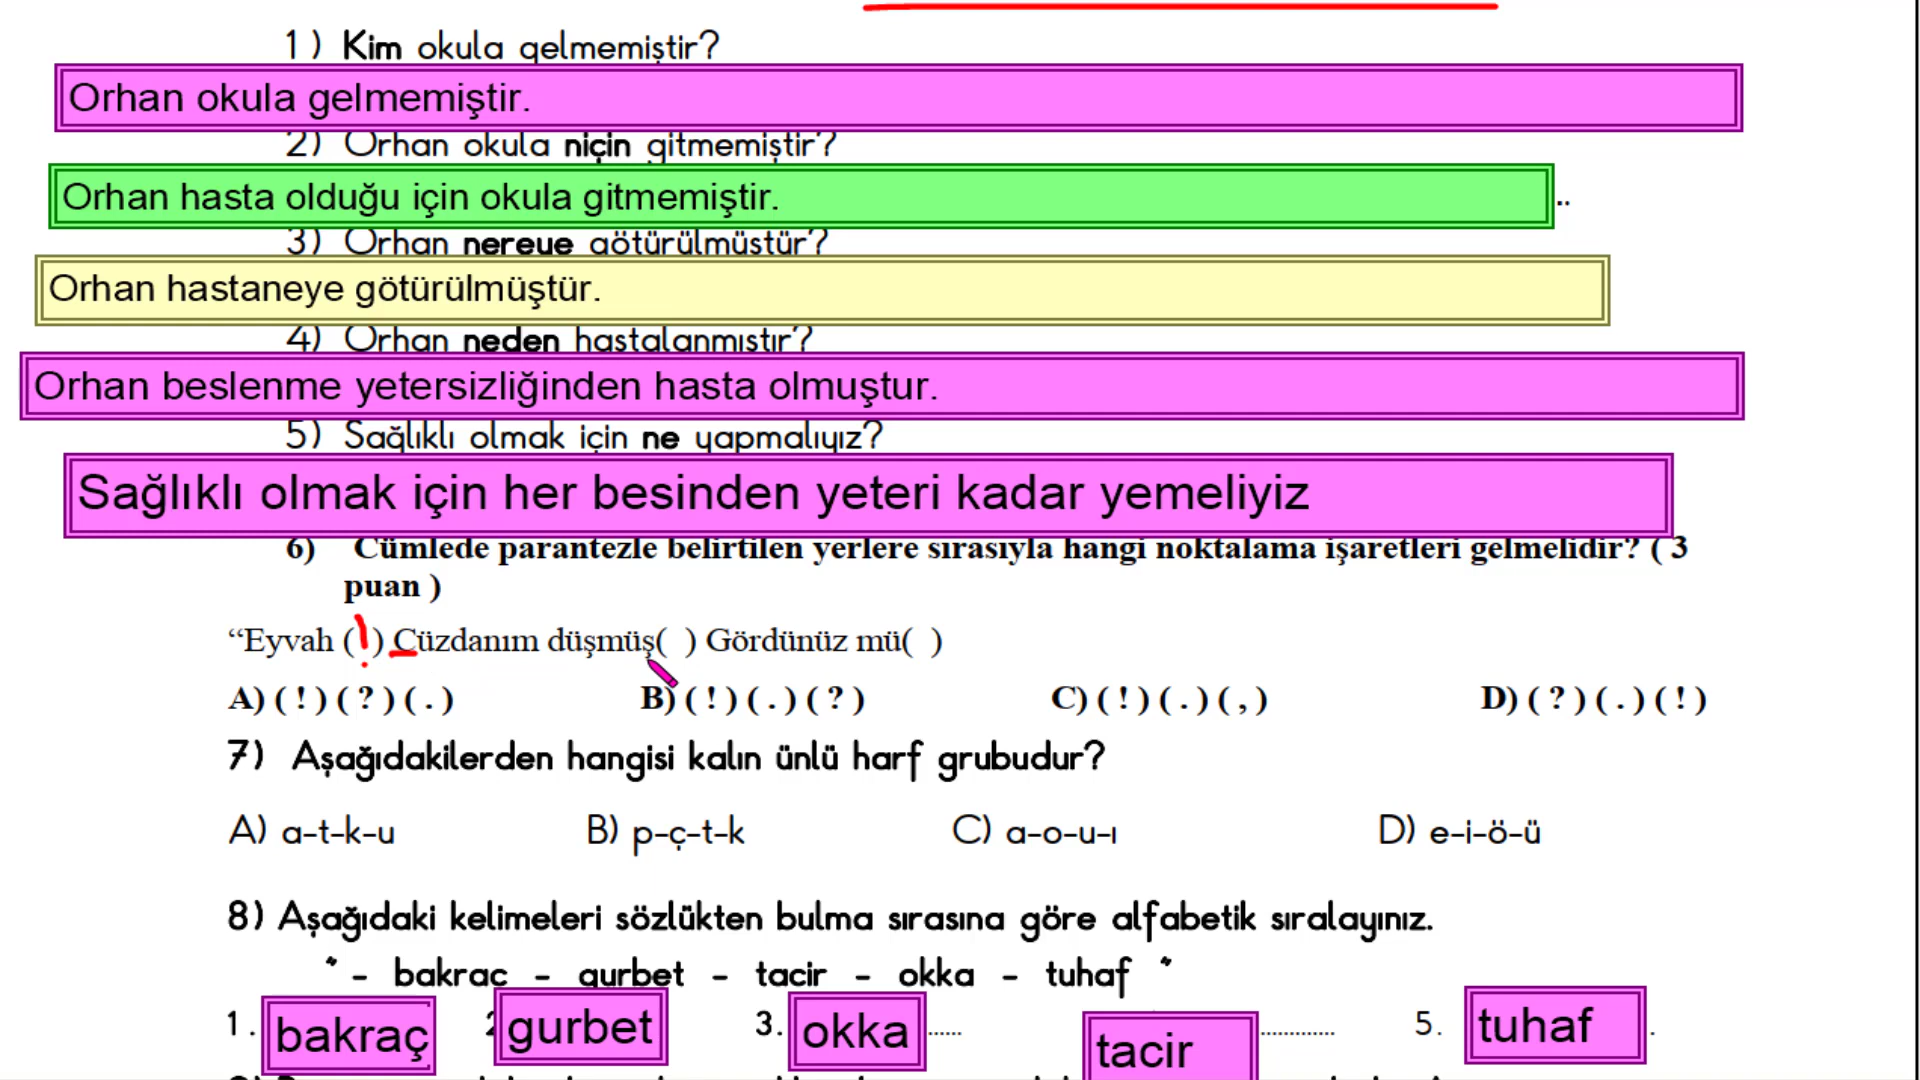 1) Kim okula gelmemiştir?
Orhan okula gelmemiştir.
2) Orhan okula niçin gitmemiştir?
Orhan hasta olduğu için okula gitmemiştir. ..
3) Orhan nereye götürülmüştür?
Orhan hastaneye götürülmüştür.
4) Orhan neden hastalanmıştır?
Orhan beslenme yetersizliğinden hasta olmuştur.
5) Sağlıklı olmak için ne yapmalıyız?
Sağlıklı olmak için her besinden yeteri kadar yemeliyiz
6) Cümlede parantezle belirtilen yerlere sırasıyla hangi noktalama işaretleri gelmelidir? ( 3
puan )
“Eyvah (!) Cüzdanım düşmüş( ) Gördünüz mü( )
A) ( ! ) ( ? ) ( . ) B) ( ! ) ( . ) ( ? ) C) ( ! ) ( . ) ( , ) D) ( ? ) ( . ) ( ! )
7) Aşağıdakilerden hangisi kalın ünlü harf grubudur?
A) a-t-k-u B) p-ç-t-k C) a-o-u-ı D) e-i-ö-ü
8) Aşağıdaki kelimeleri sözlükten bulma sırasına göre alfabetik sıralayınız.
" - bakraç - gurbet - tacir - okka - tuhaf "
1. bakraç 2 gurbet 3. okka ...... tacir ............. 5. tuhaf .